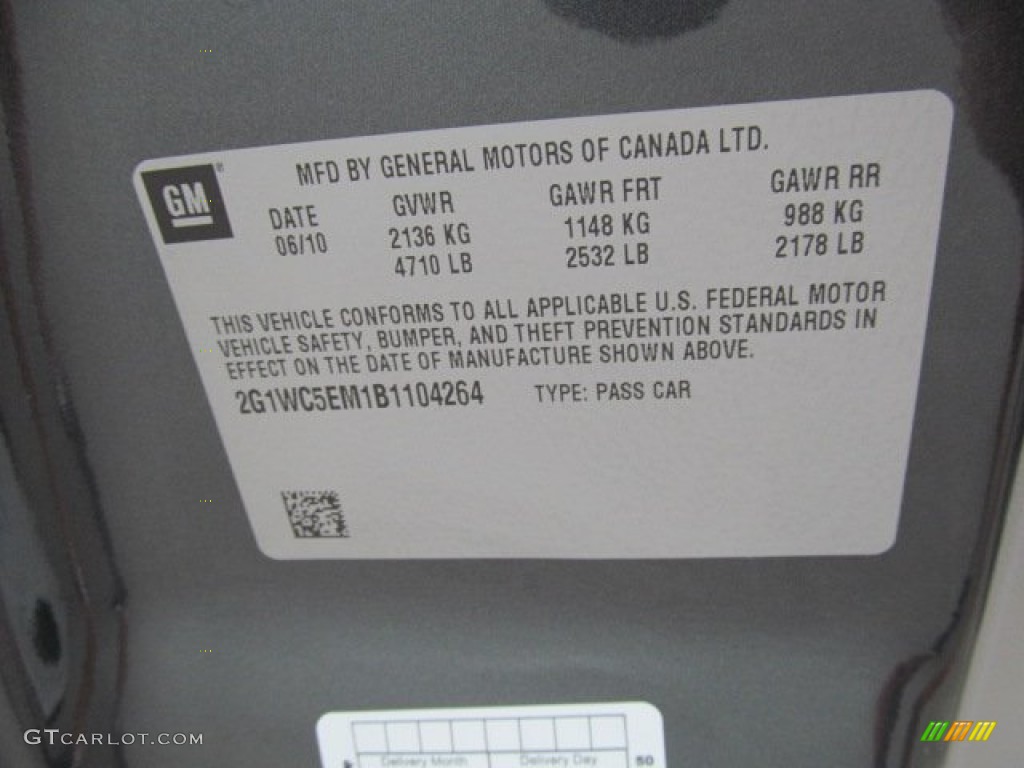 MFD BY GENERAL MOTORS OF CANADA LTD.
GM
DATE GVWR GAWR FRT GAWR RR
06/10 2136 KG 1148 KG 988 KG
4710 LB 2532 LB 2178 LB
THIS VEHICLE CONFORMS TO ALL APPLICABLE U.S. FEDERAL MOTOR
VEHICLE SAFETY, BUMPER, AND THEFT PREVENTION STANDARDS IN
EFFECT ON THE DATE OF MANUFACTURE SHOWN ABOVE.
2G1WC5EM1B1104264 TYPE: PASS CAR
GTCARLOT.COM
Delivery Month Delivery Day 50